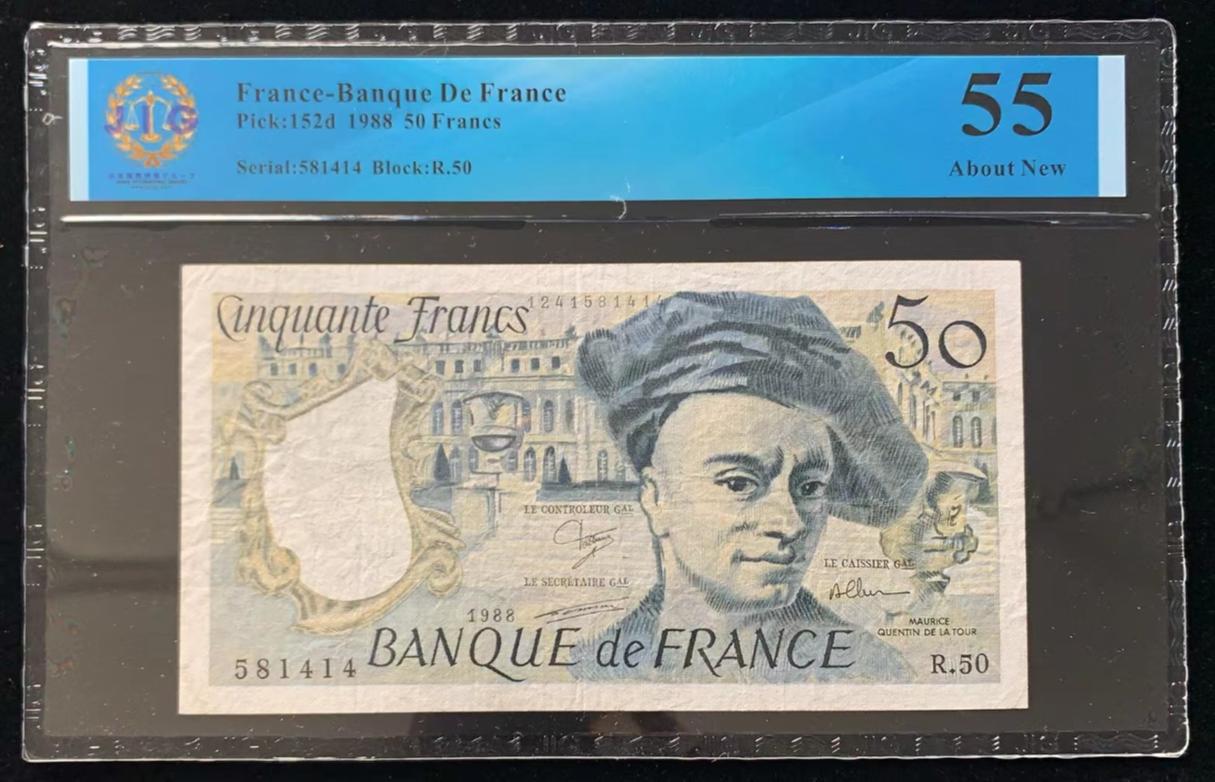 France-Banque De France
Pick:152d 1988 50 Francs
Serial:581414 Block:R.50
55
About New
JIG
Cinquante Francs
1241581414
50
LE CONTROLEUR GAL
LE SECRÉTAIRE GAL
LE CAISSIER GAL
1988
MAURICE
QUENTIN DE LA TOUR
581414
BANQUE de FRANCE
R.50